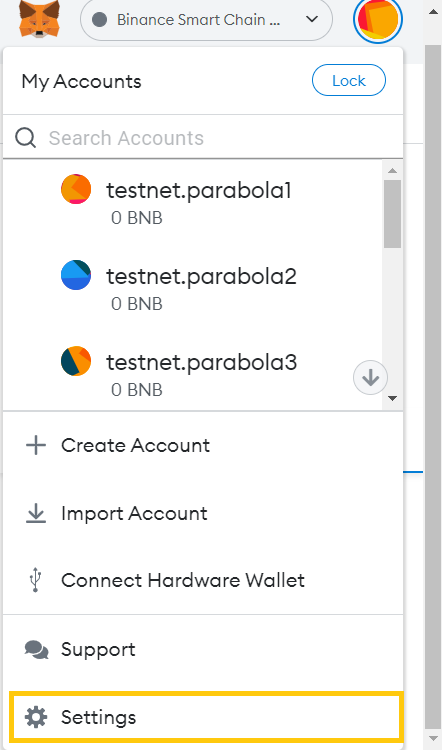 Binance Smart Chain ...
My Accounts
Lock
Search Accounts
testnet.parabola1
0 BNB
testnet.parabola2
0 BNB
testnet.parabola3
0 BNB
Create Account
Import Account
Connect Hardware Wallet
Support
Settings